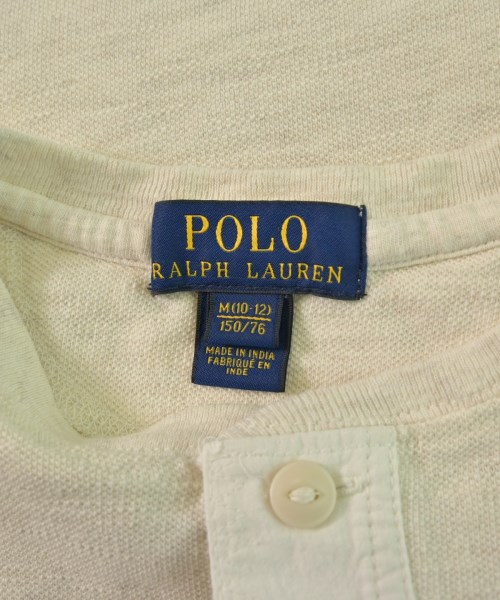 POLO
RALPH LAUREN
M(10-12)
150/76
MADE IN INDIA
FABRIQUÉ EN
INDE